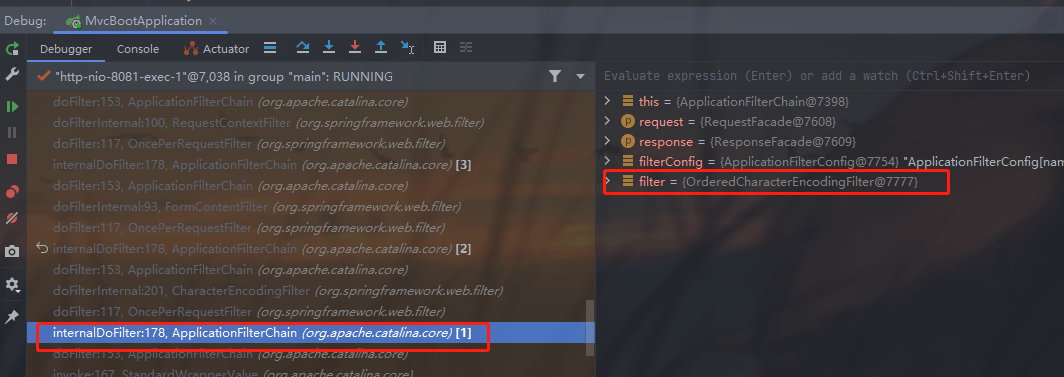 Debug: MvcBootApplication ×
Debugger Console Actuator
"http-nio-8081-exec-1"@7,038 in group "main": RUNNING
doFilter:153, ApplicationFilterChain (org.apache.catalina.core)
doFilterInternal:100, RequestContextFilter (org.springframework.web.filter)
doFilter:117, OncePerRequestFilter (org.springframework.web.filter)
internalDoFilter:178, ApplicationFilterChain (org.apache.catalina.core) [3]
doFilter:153, ApplicationFilterChain (org.apache.catalina.core)
doFilterInternal:93, FormContentFilter (org.springframework.web.filter)
doFilter:117, OncePerRequestFilter (org.springframework.web.filter)
internalDoFilter:178, ApplicationFilterChain (org.apache.catalina.core) [2]
doFilter:153, ApplicationFilterChain (org.apache.catalina.core)
doFilterInternal:201, CharacterEncodingFilter (org.springframework.web.filter)
doFilter:117, OncePerRequestFilter (org.springframework.web.filter)
internalDoFilter:178, ApplicationFilterChain (org.apache.catalina.core) [1]
doFilter:153, ApplicationFilterChain (org.apache.catalina.core)
invoke:167, StandardWrapperValve (org.apache.catalina.core)
Evaluate expression (Enter) or add a watch (Ctrl+Shift+Enter)
this = {ApplicationFilterChain@7398}
request = {RequestFacade@7608}
response = {ResponseFacade@7609}
filterConfig = {ApplicationFilterConfig@7754} "ApplicationFilterConfig[nam
filter = {OrderedCharacterEncodingFilter@7777}